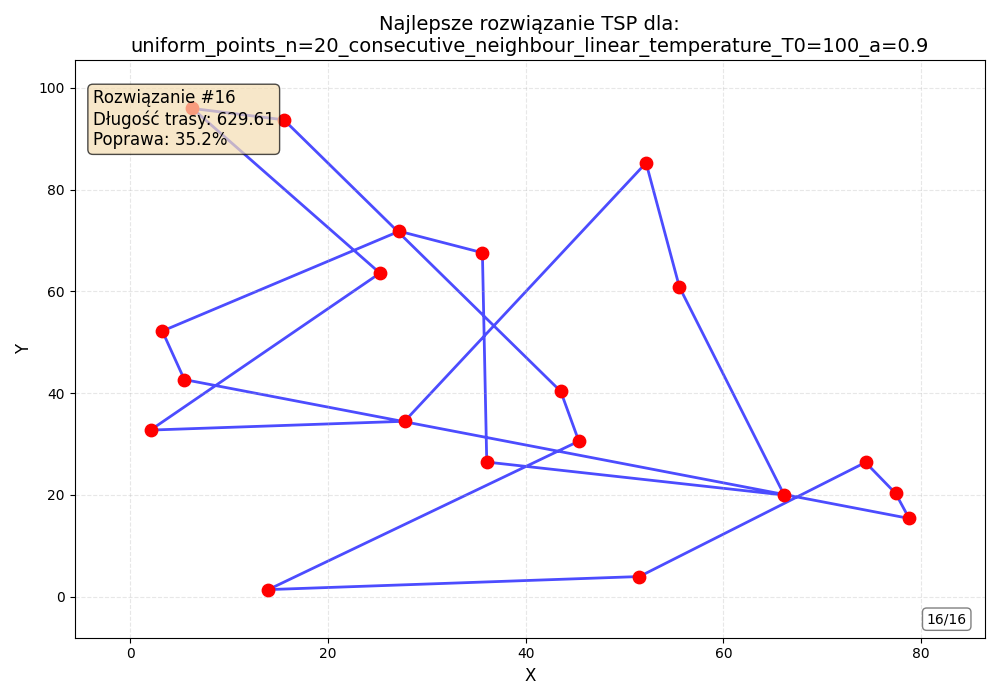 Najlepsze rozwiązanie TSP dla:
uniform_points_n=20_consecutive_neighbour_linear_temperature_T0=100_a=0.9
Rozwiązanie #16
Długość trasy: 629.61
Poprawa: 35.2%
100
80
60
40
20
0
Y
16/16
0 20 40 60 80
X